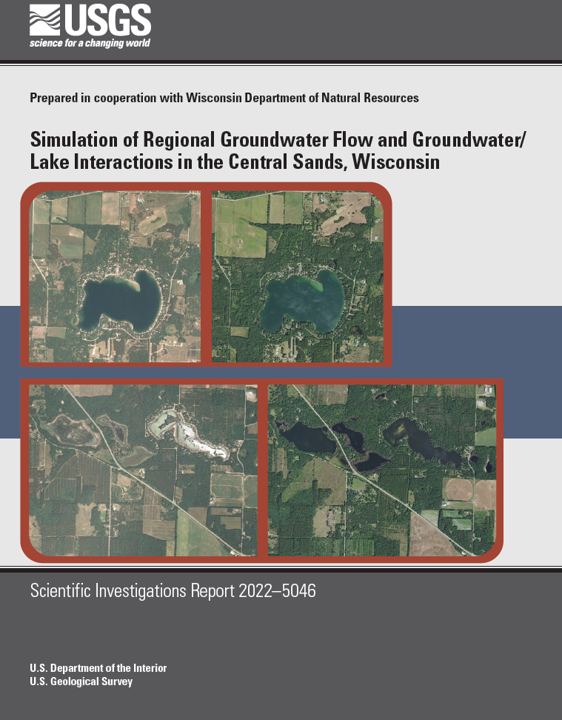 USGS
science for a changing world
Prepared in cooperation with Wisconsin Department of Natural Resources
Simulation of Regional Groundwater Flow and Groundwater/
Lake Interactions in the Central Sands, Wisconsin
Scientific Investigations Report 2022–5046
U.S. Department of the Interior
U.S. Geological Survey